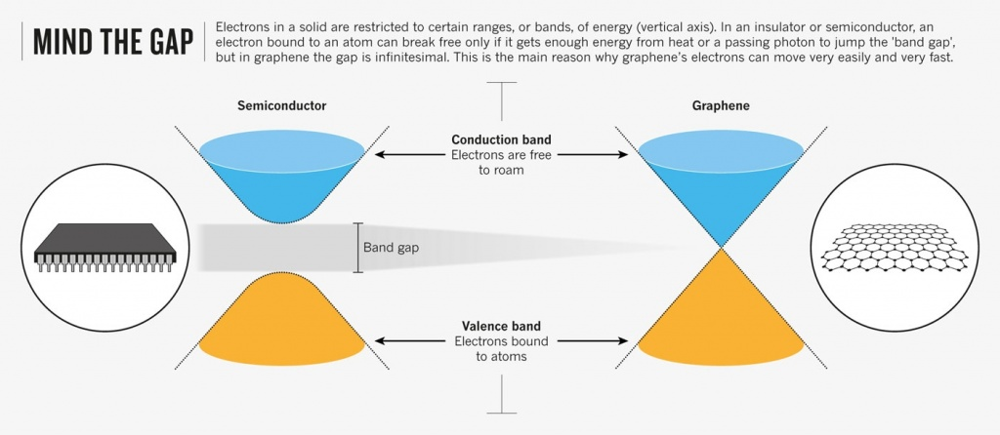 MIND THE GAP
Electrons in a solid are restricted to certain ranges, or bands, of energy (vertical axis). In an insulator or semiconductor, an
electron bound to an atom can break free only if it gets enough energy from heat or a passing photon to jump the 'band gap',
but in graphene the gap is infinitesimal. This is the main reason why graphene's electrons can move very easily and very fast.
Semiconductor
Graphene
Conduction band
Electrons are free
to roam
Band gap
Valence band
Electrons bound
to atoms